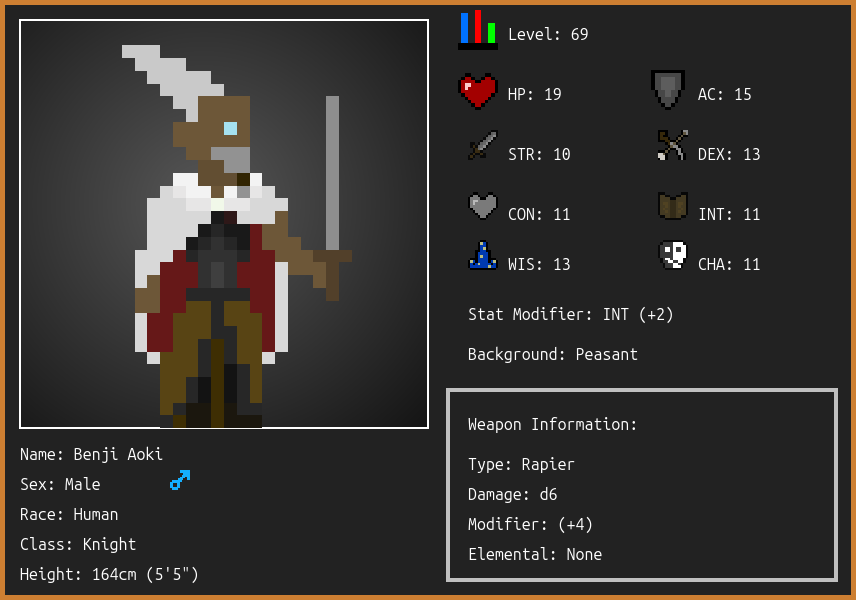 Level: 69
HP: 19
AC: 15
STR: 10
DEX: 13
CON: 11
INT: 11
WIS: 13
CHA: 11
Stat Modifier: INT (+2)
Background: Peasant
Weapon Information:
Type: Rapier
Damage: d6
Modifier: (+4)
Elemental: None
Name: Benji Aoki
Sex: Male
Race: Human
Class: Knight
Height: 164cm (5'5")